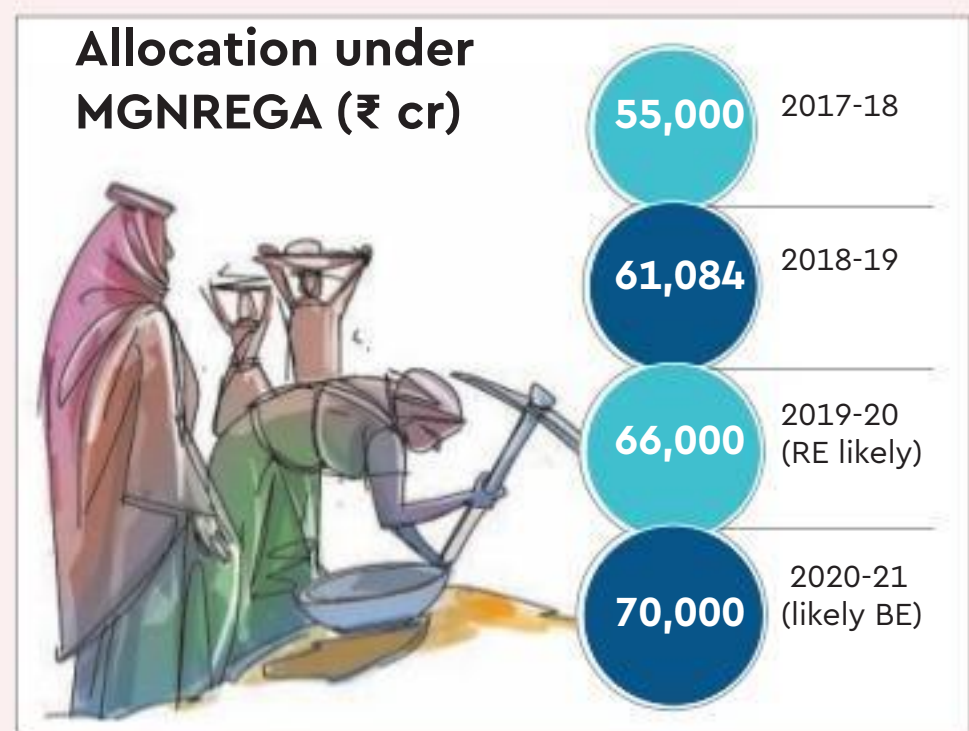 Allocation under
MGNREGA (₹ cr)
55,000
2017-18
61,084
2018-19
66,000
2019-20
(RE likely)
70,000
2020-21
(likely BE)